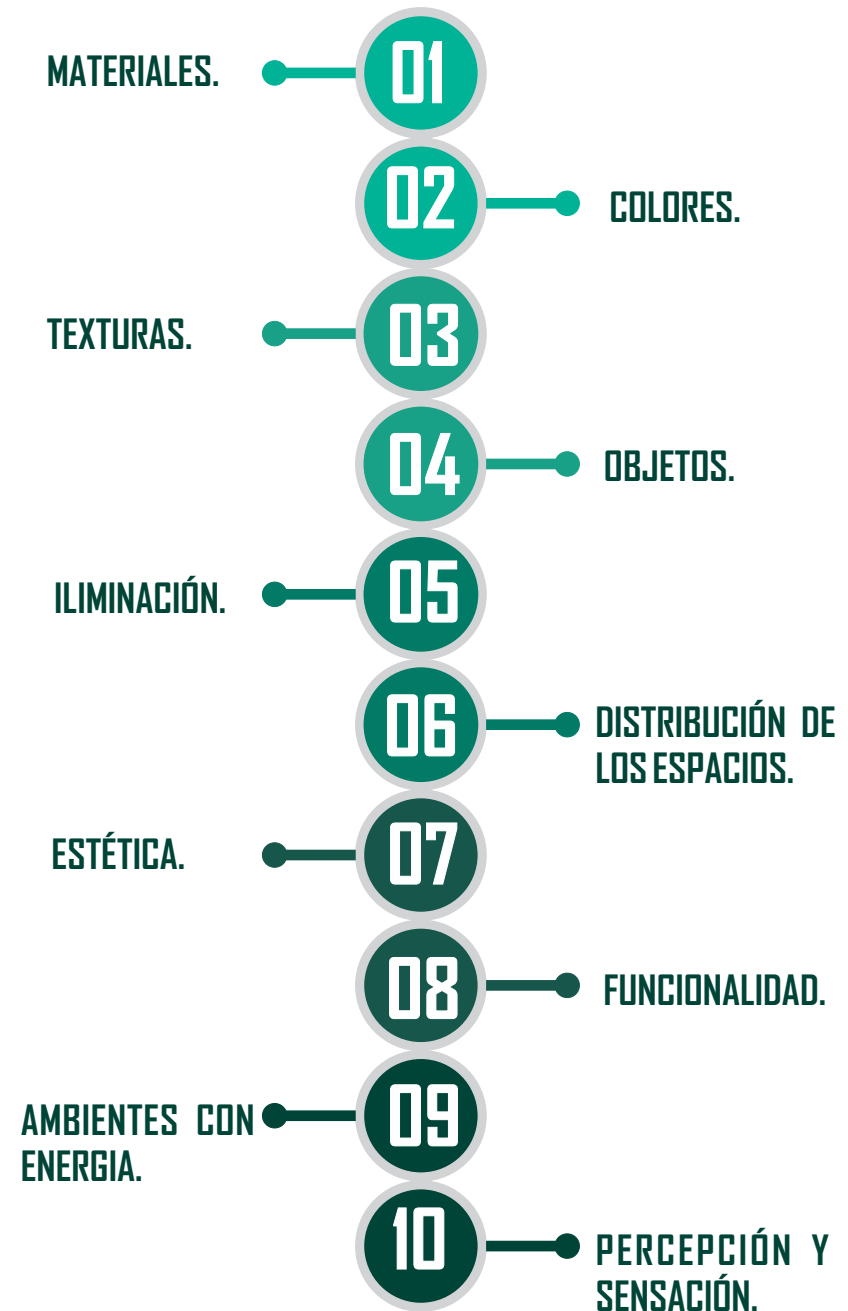 MATERIALES.
01
02
COLORES.
TEXTURAS.
03
04
OBJETOS.
ILIMINACIÓN.
05
06
DISTRIBUCIÓN DE
LOS ESPACIOS.
ESTÉTICA.
07
08
FUNCIONALIDAD.
AMBIENTES CON
ENERGIA.
09
10
PERCEPCIÓN Y
SENSACIÓN.